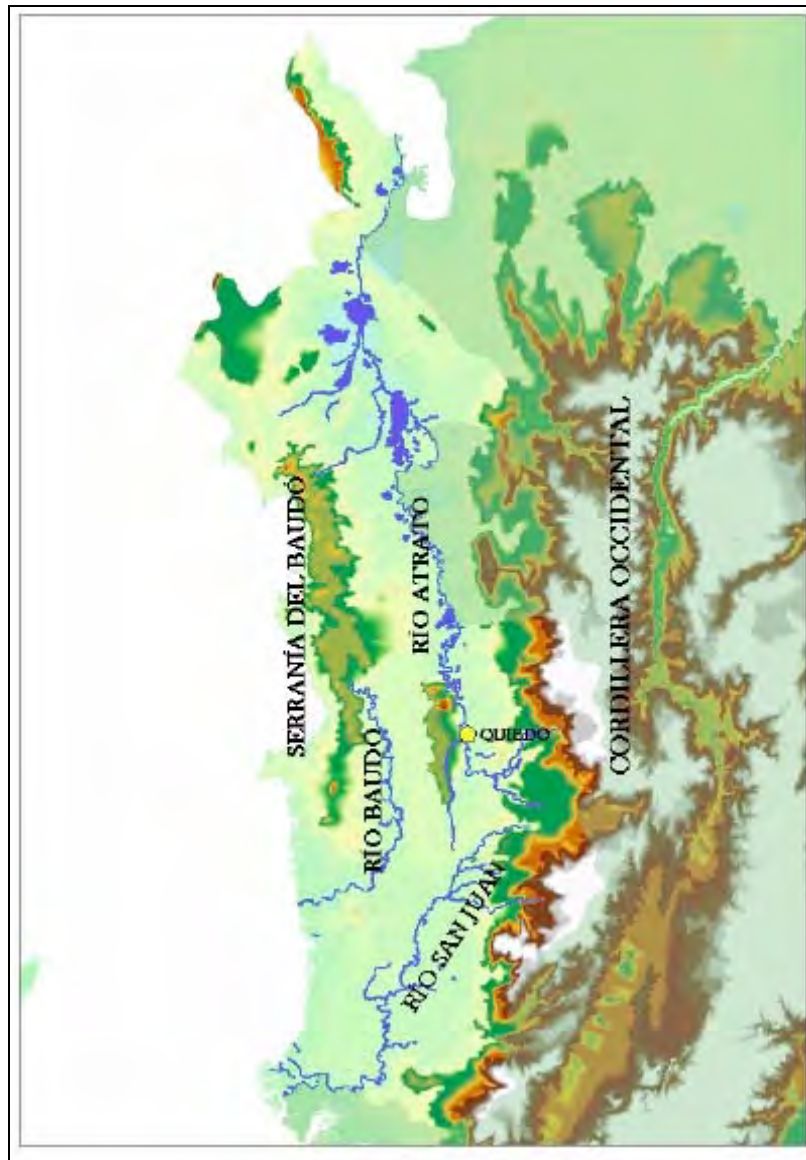 SERRANÍA DEL BAUDÓ
RÍO ATRATO
CORDILLERA OCCIDENTAL
RÍO BAUDÓ
QUIBDO
RÍO SAN JUAN